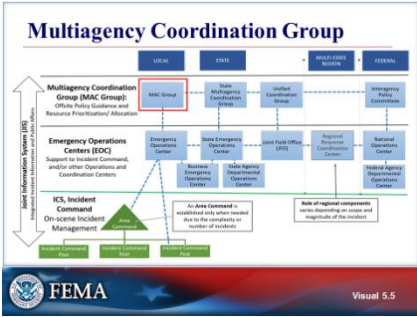 Multiagency Coordination Group
LOCAL
STATE
MULTI-STATE
REGION
FEDERAL
Multiagency Coordination
Group (MAC Group):
Offsite Policy Guidance and
Resource Prioritization/ Allocation
MAC Group
State
Multiagency
Coordination
Group
Unified
Coordination
Group
Interagency
Policy
Committees
Emergency Operations
Centers (EOC)
Support to Incident Command,
and/or other Operations and
Coordination Centers
Emergency
Operations
Center
State Emergency
Operations
Center
Joint Field Office
(JFO)
Regional
Response
Coordination
Center
National
Operations
Center
Business
Emergency
Operations
Center
State Agency
Departmental
Operations
Center
Federal Agency
Departmental
Operations
Center
ICS, Incident
Command
On-scene Incident
Management
Area
Command
An Area Command is
established only when needed
due to the complexity or
number of incidents
Role of regional components
varies depending on scope and
magnitude of the incident
Incident Command
Post
Incident Command
Post
Incident Command
Post
Joint Information System (JIS)
Integrated Incident Information and Public Affairs
FEMA
Visual 5.5